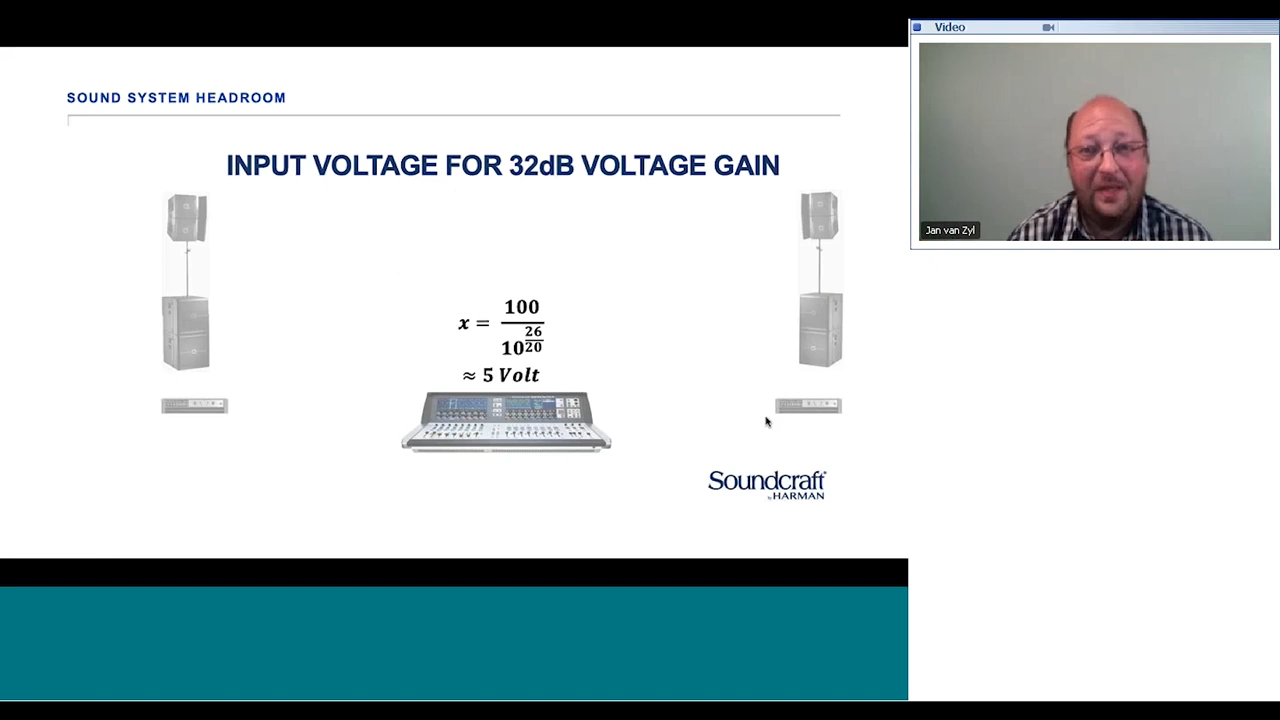 Video
SOUND SYSTEM HEADROOM
INPUT VOLTAGE FOR 32dB VOLTAGE GAIN
x = 100 / 10^(26/20)
≈ 5 Volt
Jan van Zyl
Soundcraft
by HARMAN